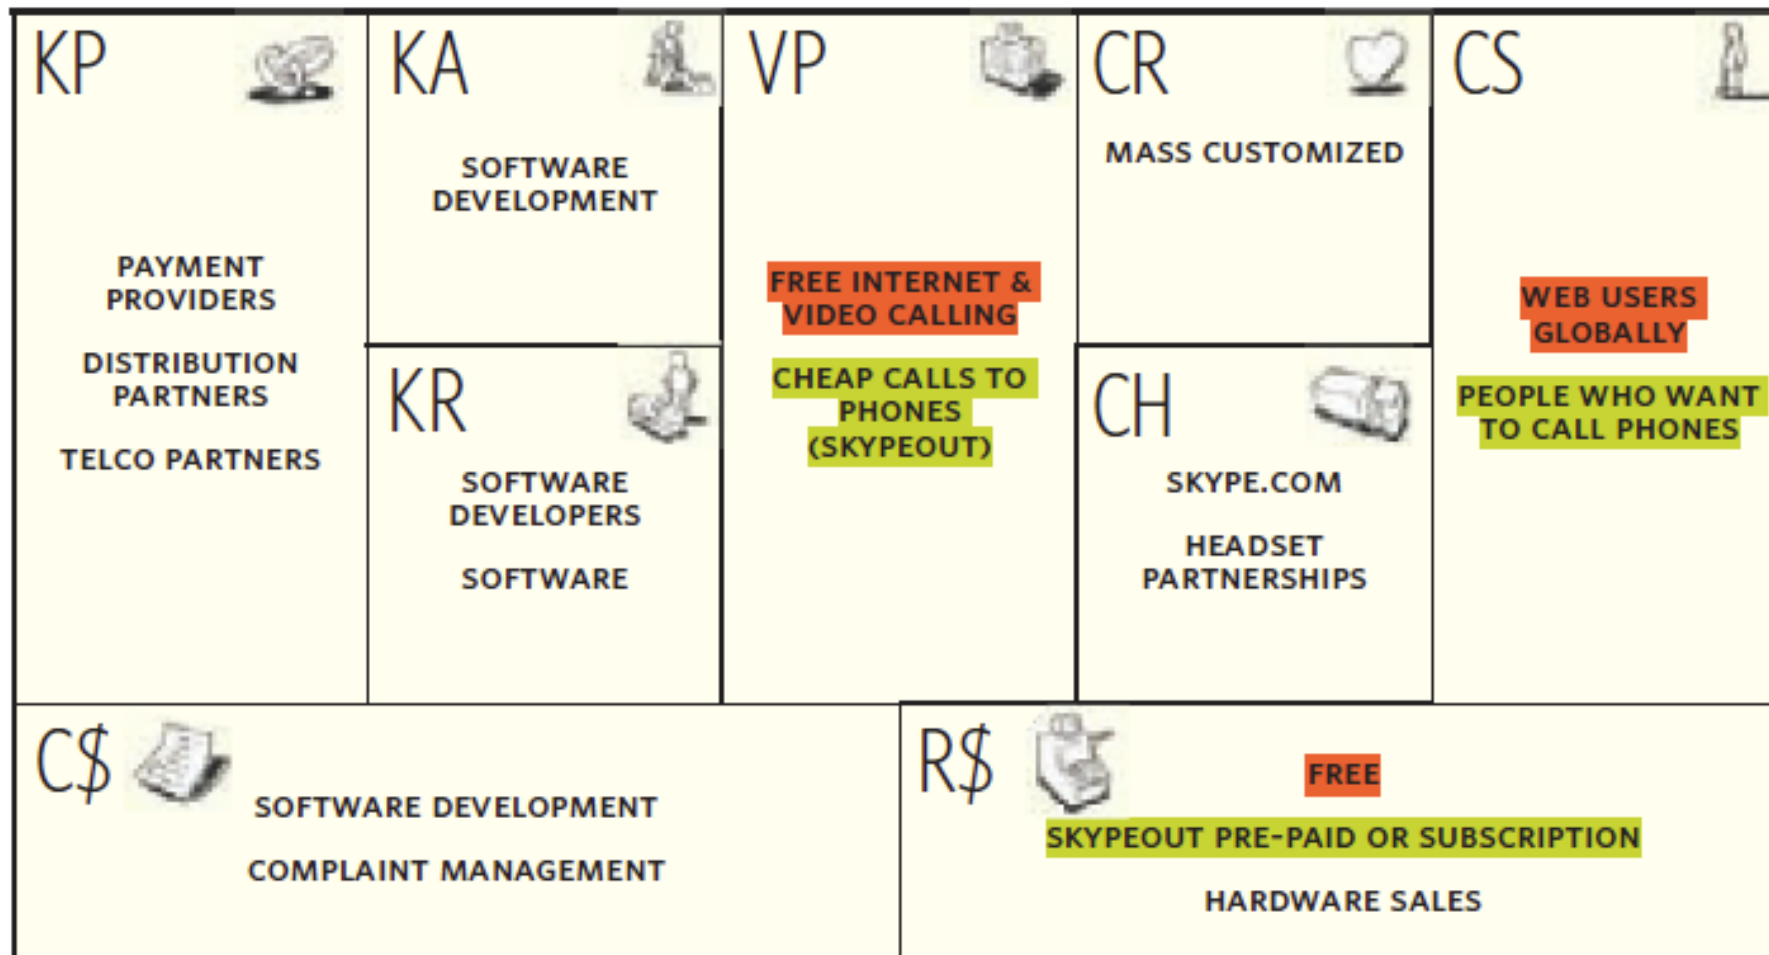 KP
PAYMENT
PROVIDERS
DISTRIBUTION
PARTNERS
TELCO PARTNERS
KA
SOFTWARE
DEVELOPMENT
KR
SOFTWARE
DEVELOPERS
SOFTWARE
VP
FREE INTERNET &
VIDEO CALLING
CHEAP CALLS TO
PHONES
(SKYPEOUT)
CR
MASS CUSTOMIZED
CH
SKYPE.COM
HEADSET
PARTNERSHIPS
CS
WEB USERS
GLOBALLY
PEOPLE WHO WANT
TO CALL PHONES
C$
SOFTWARE DEVELOPMENT
COMPLAINT MANAGEMENT
R$
FREE
SKYPEOUT PRE-PAID OR SUBSCRIPTION
HARDWARE SALES